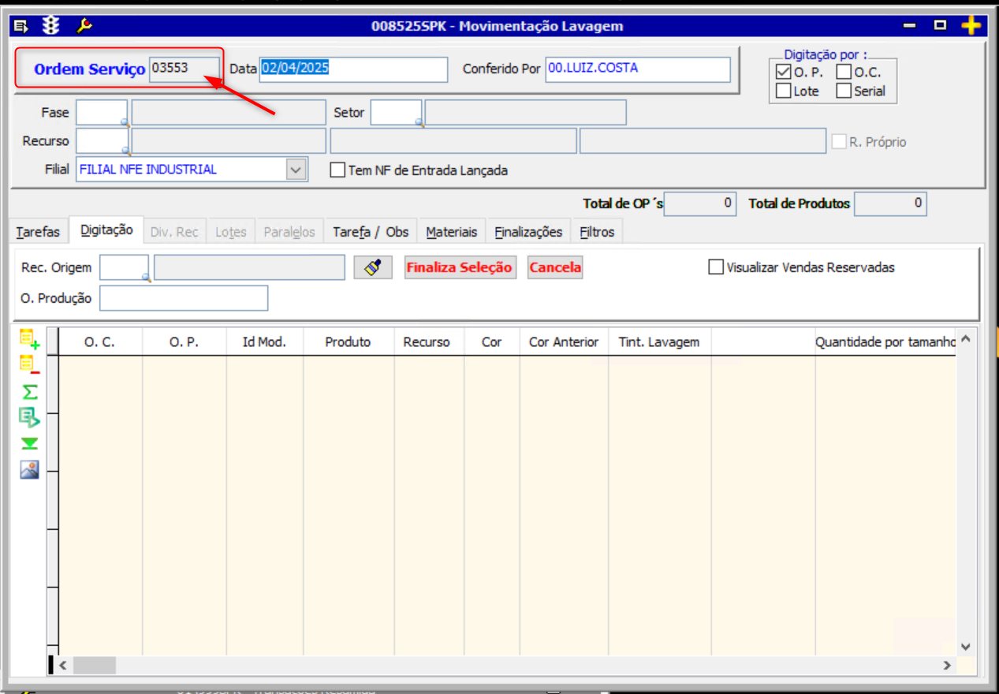 008525SPK - Movimentação Lavagem
Ordem Serviço 03553 Data 02/04/2025 Conferido Por 00.LUIZ.COSTA
Digitação por :
O. P. O.C.
Lote Serial
Fase Setor
Recurso R. Próprio
Filial FILIAL NFE INDUSTRIAL Tem NF de Entrada Lançada
Total de OP´s 0 Total de Produtos 0
Tarefas Digitação Div. Rec Lotes Paralelos Tarefa / Obs Materiais Finalizações Filtros
Rec. Origem Finaliza Seleção Cancela Visualizar Vendas Reservadas
O. Produção
O. C. O. P. Id Mod. Produto Recurso Cor Cor Anterior Tint. Lavagem Quantidade por tamanho